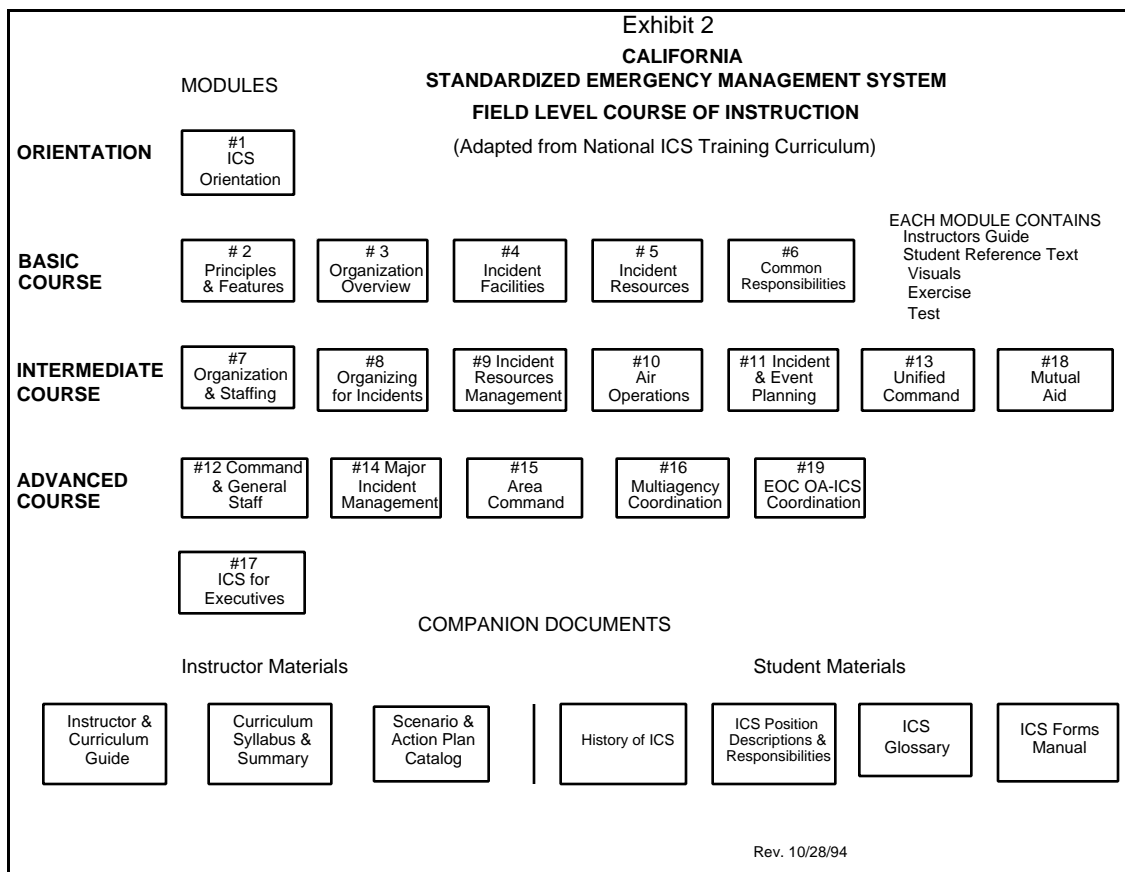 Exhibit 2
CALIFORNIA
STANDARDIZED EMERGENCY MANAGEMENT SYSTEM
FIELD LEVEL COURSE OF INSTRUCTION
(Adapted from National ICS Training Curriculum)
MODULES
ORIENTATION
#1
ICS
Orientation
BASIC
COURSE
# 2
Principles
& Features
# 3
Organization
Overview
#4
Incident
Facilities
# 5
Incident
Resources
#6
Common
Responsibilities
EACH MODULE CONTAINS
Instructors Guide
Student Reference Text
Visuals
Exercise
Test
INTERMEDIATE
COURSE
#7
Organization
& Staffing
#8
Organizing
for Incidents
#9 Incident
Resources
Management
#10
Air
Operations
#11 Incident
& Event
Planning
#13
Unified
Command
#18
Mutual
Aid
ADVANCED
COURSE
#12 Command
& General
Staff
#14 Major
Incident
Management
#15
Area
Command
#16
Multiagency
Coordination
#19
EOC OA-ICS
Coordination
#17
ICS for
Executives
COMPANION DOCUMENTS
Instructor Materials
Instructor &
Curriculum
Guide
Curriculum
Syllabus &
Summary
Scenario &
Action Plan
Catalog
Student Materials
History of ICS
ICS Position
Descriptions &
Responsibilities
ICS
Glossary
ICS Forms
Manual
Rev. 10/28/94